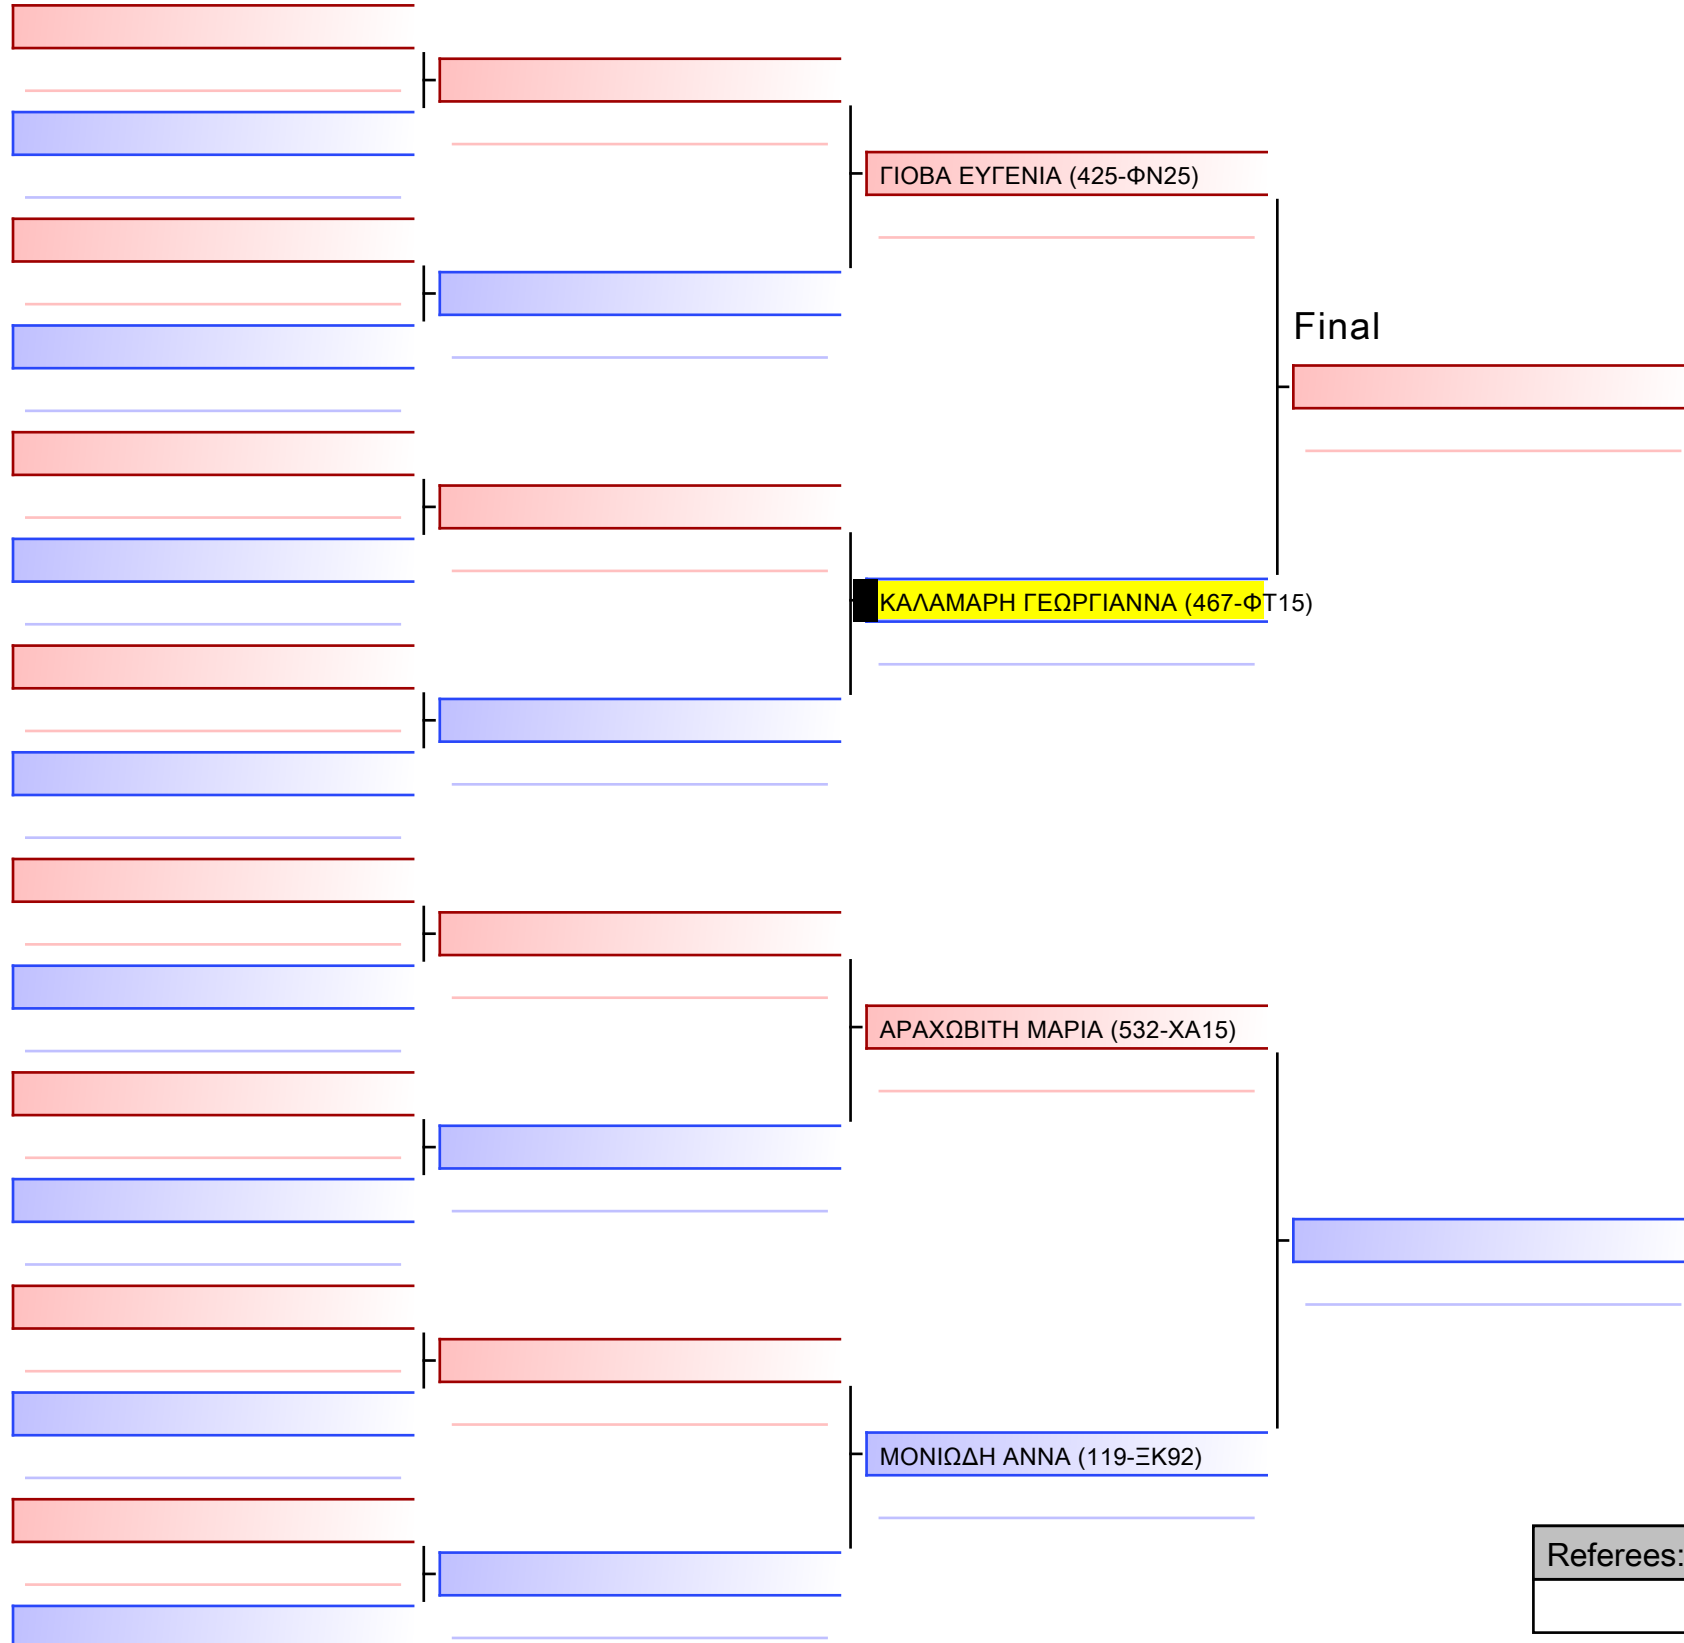 ΓΙΟΒΑ ΕΥΓΕΝΙΑ (425-ΦΝ25)
Final
ΚΑΛΑΜΑΡΗ ΓΕΩΡΓΙΑΝΝΑ (467-ΦΤ15)
ΑΡΑΧΩΒΙΤΗ ΜΑΡΙΑ (532-ΧΑ15)
ΜΟΝΙΩΔΗ ΑΝΝΑ (119-ΞΚ92)
Referees: